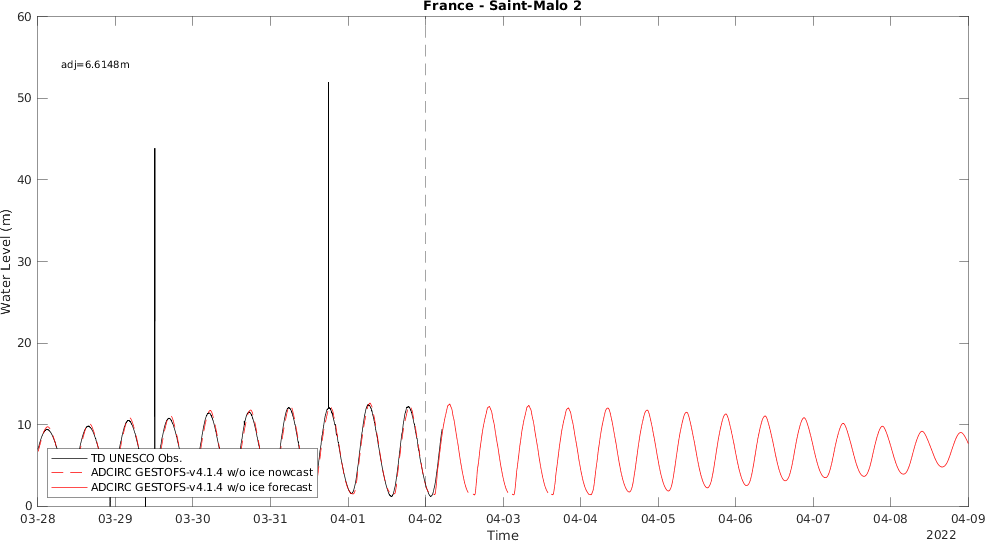 France - Saint-Malo 2
60
adj=6.6148m
50
40
30
Water Level (m)
20
10
TD UNESCO Obs.
ADCIRC GESTOFS-v4.1.4 w/o ice nowcast
ADCIRC GESTOFS-v4.1.4 w/o ice forecast
0
03-28 03-29 03-30 03-31 04-01 04-02 04-03 04-04 04-05 04-06 04-07 04-08 04-09
Time
2022